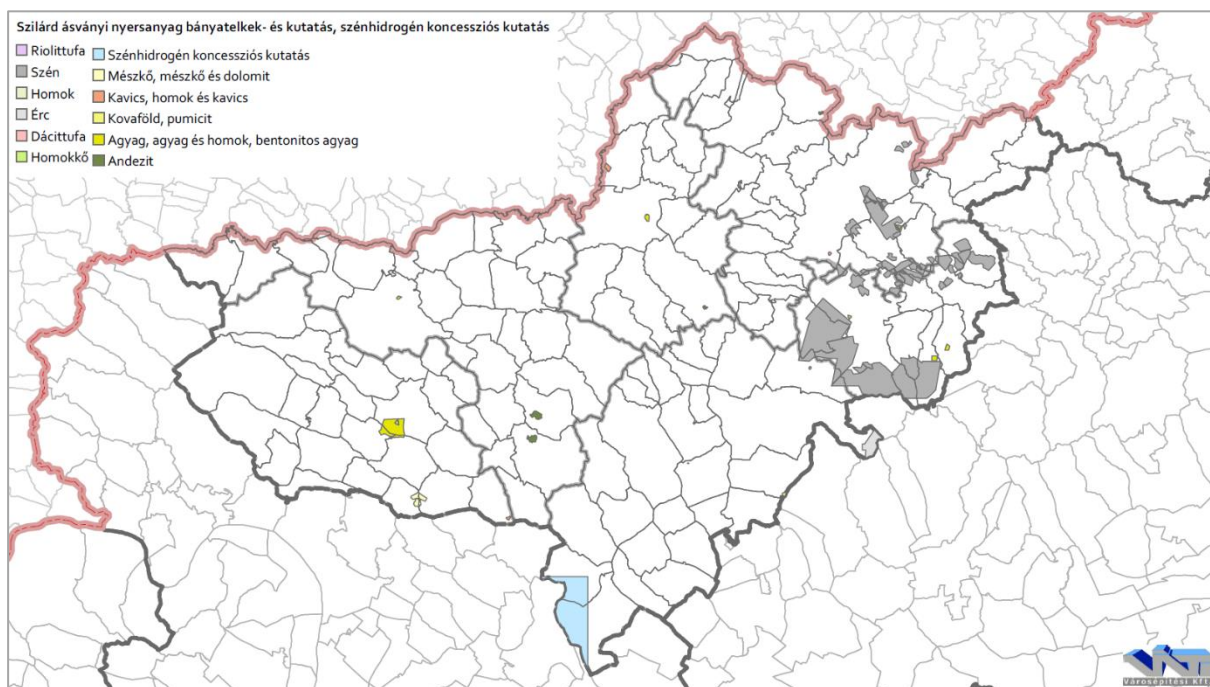 Szilárd ásványi nyersanyag bányatelkek- és kutatás, szénhidrogén koncessziós kutatás
Riolittufa
Szén
Homok
Érc
Dácittufa
Homokkő
Szénhidrogén koncessziós kutatás
Mészkő, mészkő és dolomit
Kavics, homok és kavics
Kovaföld, pumicit
Agyag, agyag és homok, bentonitos agyag
Andezit
VÁTI
Városépítési Kft.